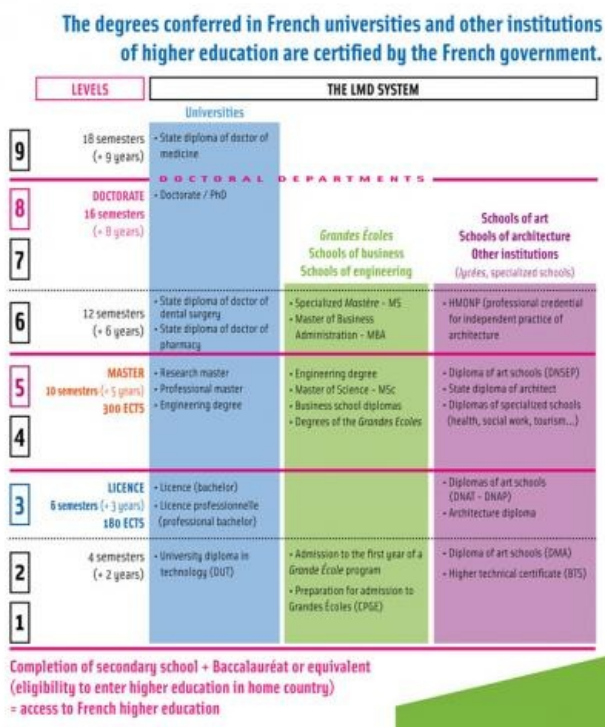 The degrees conferred in French universities and other institutions
of higher education are certified by the French government.
LEVELS
THE LMD SYSTEM
Universities
9
18 semesters
(+ 9 years)
• State diploma of doctor of
medicine
DOCTORAL DEPARTMENTS
8
DOCTORATE
16 semesters
(+ 8 years)
• Doctorate / PhD
7
Grandes Écoles
Schools of business
Schools of engineering
Schools of art
Schools of architecture
Other institutions
(lycées, specialized schools)
6
12 semesters
(+ 6 years)
• State diploma of doctor of
dental surgery
• State diploma of doctor of
pharmacy
• Specialized Mastère - MS
• Master of Business
Administration - MBA
• HMONP (professional credential
for independent practice of
architecture
5
MASTER
10 semesters (+ 5 years)
300 ECTS
• Research master
• Professional master
• Engineering degree
• Engineering degree
• Master of Science - MSc
• Business school diplomas
• Degrees of the Grandes Ecoles
• Diploma of art schools (DNSEP)
• State diploma of architect
• Diplomas of specialized schools
(health, social work, tourism...)
4
3
LICENCE
6 semesters (+ 3 years)
180 ECTS
• Licence (bachelor)
• Licence professionnelle
(professional bachelor)
• Diplomas of art schools
(DNAT - DNAP)
• Architecture diploma
2
4 semesters
(+ 2 years)
• University diploma in
technology (DUT)
• Admission to the first year of a
Grande École program
• Preparation for admission to
Grandes Écoles (CPGE)
• Diploma of art schools (DMA)
• Higher technical certificate (BTS)
1
Completion of secondary school + Baccalauréat or equivalent
(eligibility to enter higher education in home country)
= access to French higher education